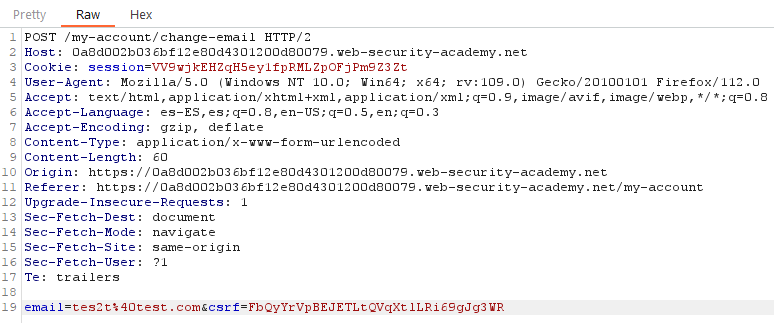 Pretty Raw Hex
1 POST /my-account/change-email HTTP/2
2 Host: 0a8d002b036bf12e80d4301200d80079.web-security-academy.net
3 Cookie: session=VV9wjkEHZqH5ey1fpRMLZpOFjPm9Z3Zt
4 User-Agent: Mozilla/5.0 (Windows NT 10.0; Win64; x64; rv:109.0) Gecko/20100101 Firefox/112.0
5 Accept: text/html,application/xhtml+xml,application/xml;q=0.9,image/avif,image/webp,*/*;q=0.8
6 Accept-Language: es-ES,es;q=0.8,en-US;q=0.5,en;q=0.3
7 Accept-Encoding: gzip, deflate
8 Content-Type: application/x-www-form-urlencoded
9 Content-Length: 60
10 Origin: https://0a8d002b036bf12e80d4301200d80079.web-security-academy.net
11 Referer: https://0a8d002b036bf12e80d4301200d80079.web-security-academy.net/my-account
12 Upgrade-Insecure-Requests: 1
13 Sec-Fetch-Dest: document
14 Sec-Fetch-Mode: navigate
15 Sec-Fetch-Site: same-origin
16 Sec-Fetch-User: ?1
17 Te: trailers
18
19 email=tes2t%40test.com&csrf=FbQyYrVpBEJETLtQVqXtlLRi69gJg3WR